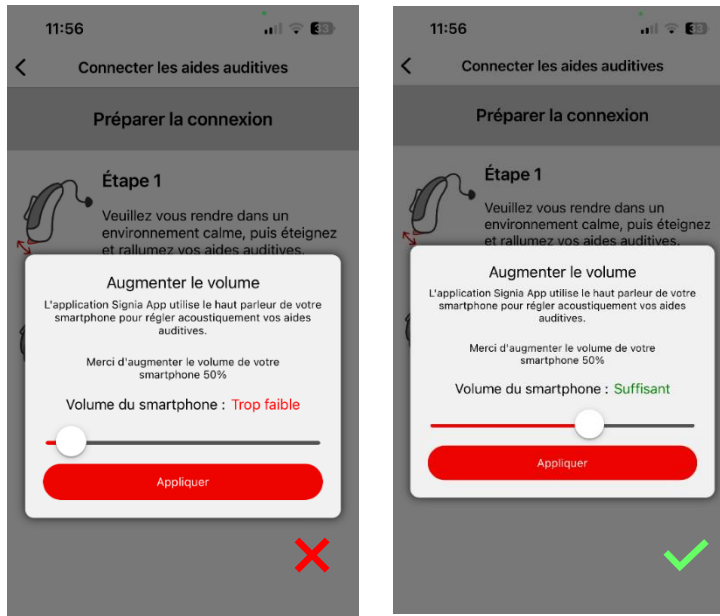 11:56
33
Connecter les aides auditives
Préparer la connexion
Étape 1
Veuillez vous rendre dans un
environnement calme, puis éteignez
et rallumez vos aides auditives.
Augmenter le volume
L'application Signia App utilise le haut parleur de votre
smartphone pour régler acoustiquement vos aides
auditives.
Merci d'augmenter le volume de votre
smartphone 50%
Volume du smartphone : Trop faible
Appliquer
11:56
33
Connecter les aides auditives
Préparer la connexion
Étape 1
Veuillez vous rendre dans un
environnement calme, puis éteignez
et rallumez vos aides auditives.
Augmenter le volume
L'application Signia App utilise le haut parleur de votre
smartphone pour régler acoustiquement vos aides
auditives.
Merci d'augmenter le volume de votre
smartphone 50%
Volume du smartphone : Suffisant
Appliquer